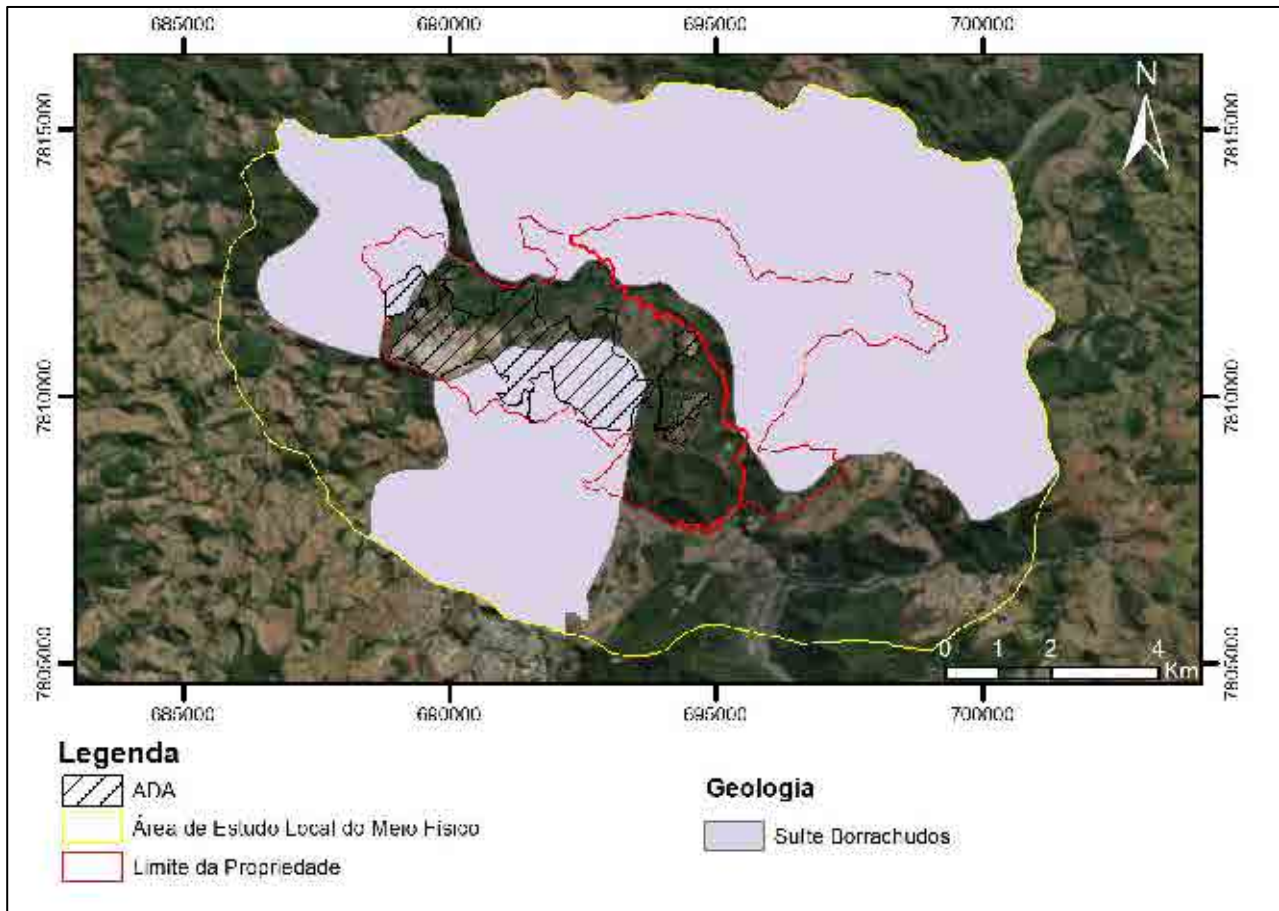 685000 690000 695000 700000
N
7815000 7815000
7810000 7810000
7805000 7805000
0 1 2 4
Km
685000 690000 695000 700000
Legenda
ADA
Área de Estudo Local do Meio Físico
Limite da Propriedade
Geologia
Suíte Borrachudos